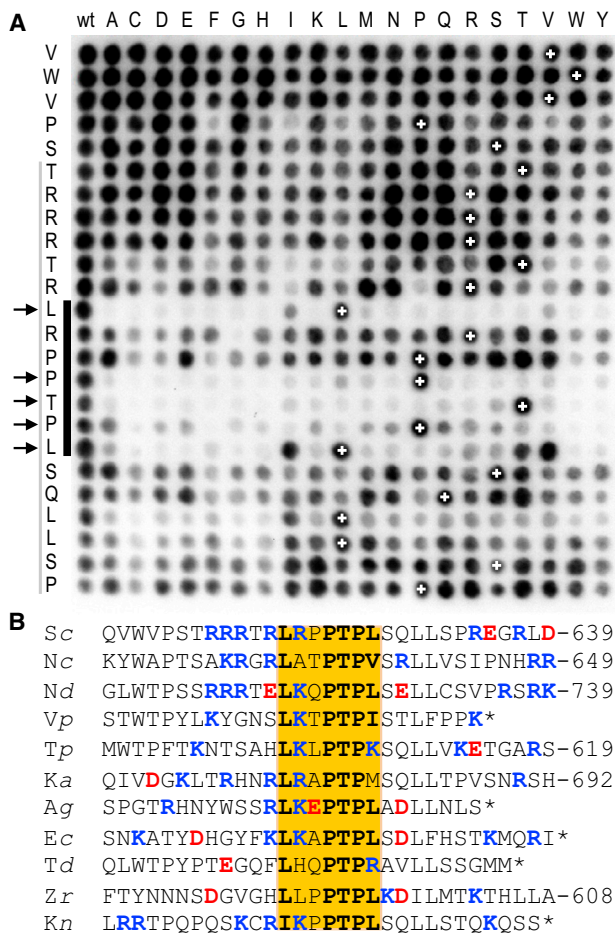 A
wt A C D E F G H I K L M N P Q R S T V W Y
V
W
V
P
S
T
R
R
R
T
R
L
R
P
P
T
P
L
S
Q
L
L
S
P
B
Sc QVWVPSTRRRTRLRPPTPLSQLLSPREGRLD-639
Nc KYWAPTSAKRGRLATPTPVSRLLVSIPNHRR-649
Nd GLWTPSSRRRTELKQPTPLSELLCSVPRSRK-739
Vp STWTPYLKYGNSLKTPTPISTLFPPK*
Tp MWTPFTKNTSAHLKLPTPKSQLLVKETGARS-619
Ka QIVDGKLTRHNRLRAPTPMSQLLTPVSNRSH-692
Ag SPGTRHNYWSSRLKEPTPLADLLNLS*
Ec SNKATYDHGYFKLKAPTPLSDLFHSTKMQRI*
Td QLWTPYPTEGQFLHQPTPRAVLLSSGMM*
Zr FTYNNNSDGVGHLLPPTPLNKDILMTKTHLLA-608
Kn LRRTPQPQSKCRIKPPTPLSQLLSTQKQSS*